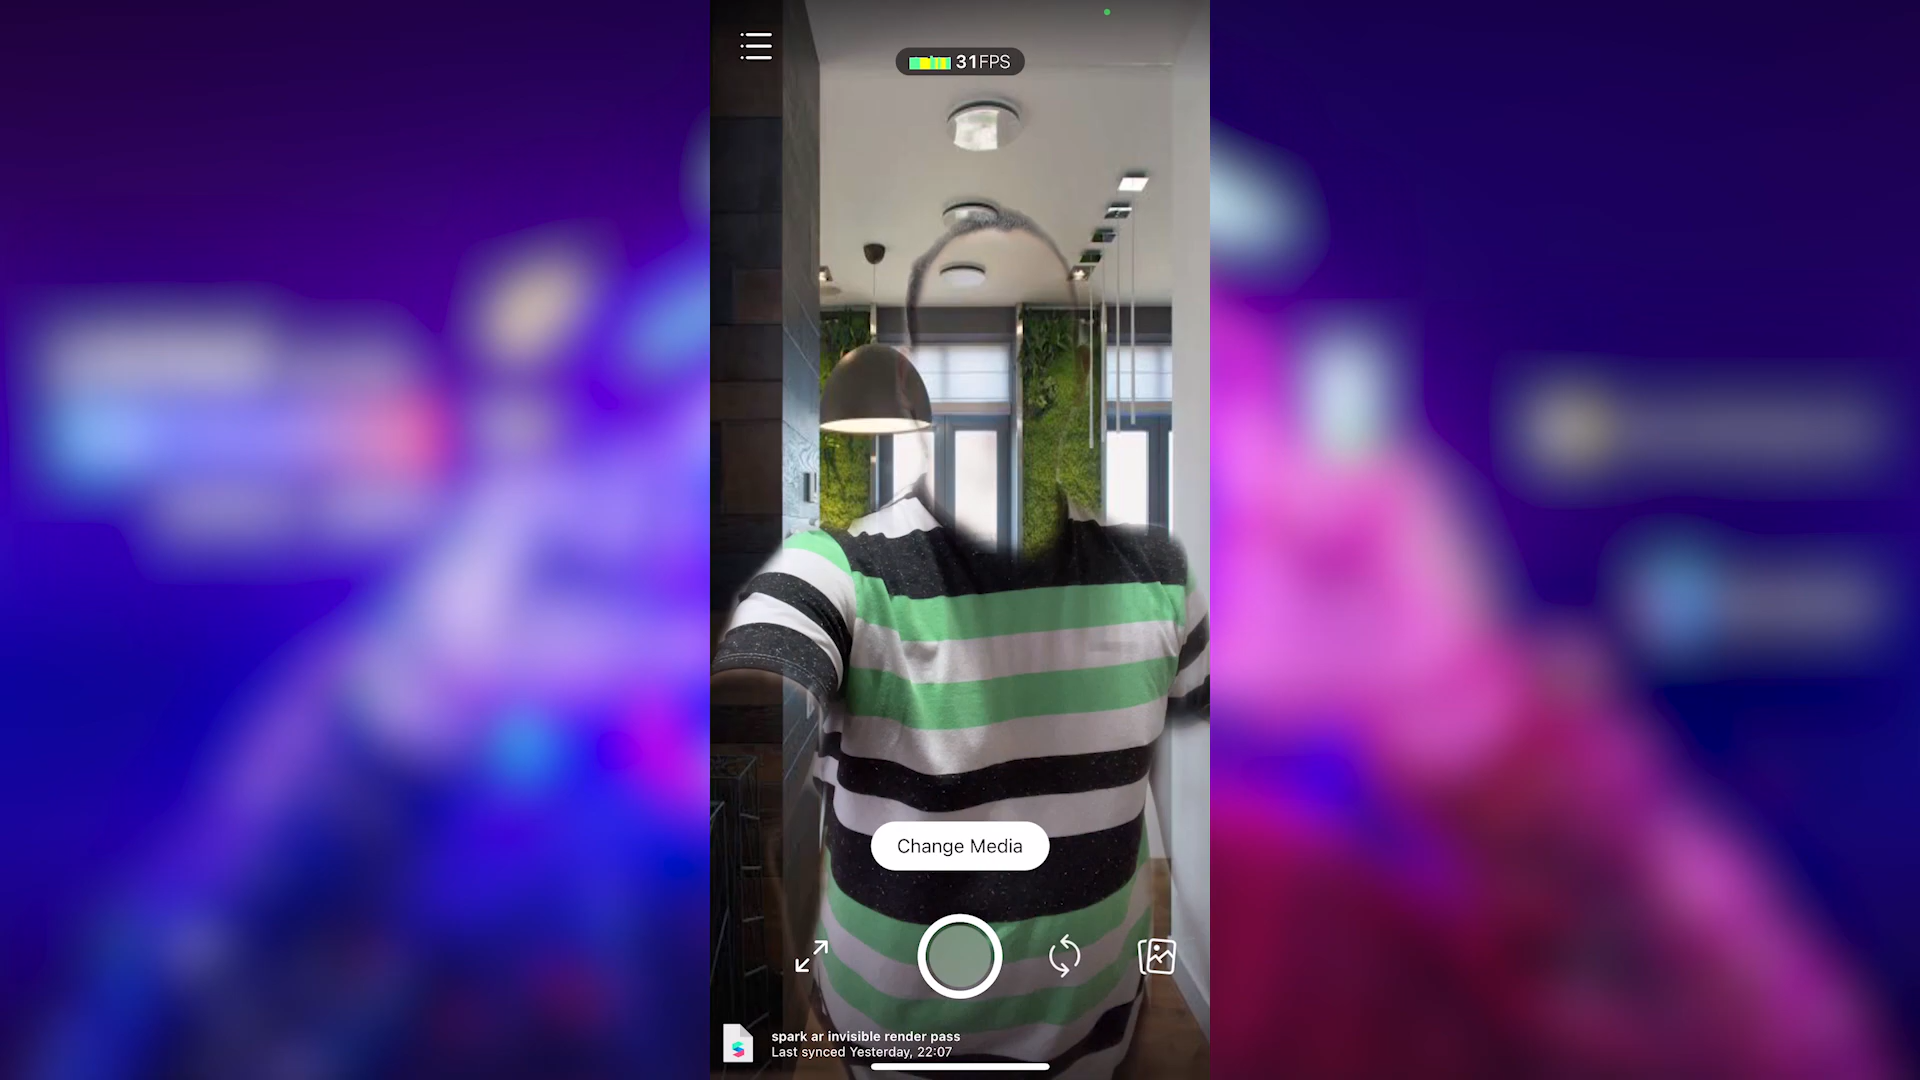 31FPS
Change Media
spark ar invisible render pass
Last synced Yesterday, 22:07